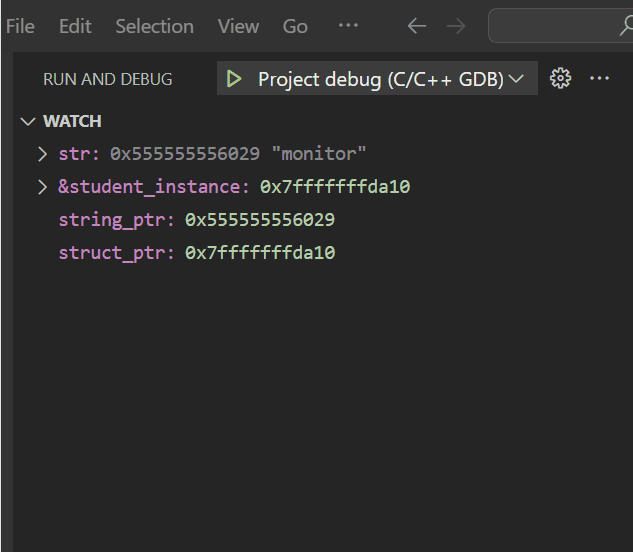 File Edit Selection View Go ···
RUN AND DEBUG Project debug (C/C++ GDB) ···
WATCH
str: 0x555555556029 "monitor"
&student_instance: 0x7fffffffda10
string_ptr: 0x555555556029
struct_ptr: 0x7fffffffda10